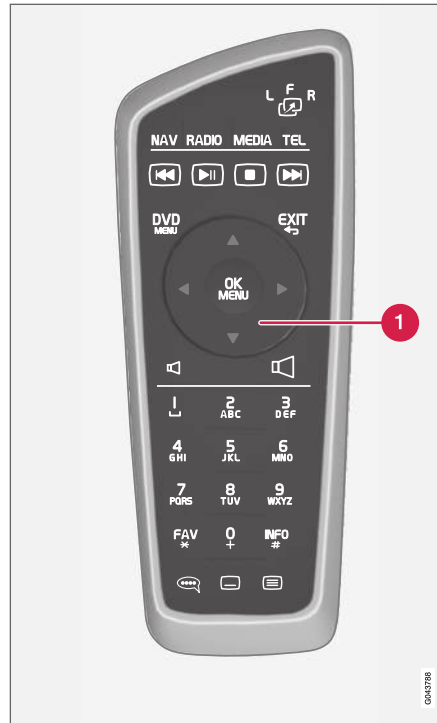 L F R
NAV RADIO MEDIA TEL
DVD EXIT
MENU
OK
MENU
1
1 2 3
ABC DEF
4 5 6
GHI JKL MNO
7 8 9
PQRS TUV WXYZ
FAV 0 INFO
* + #
G043788